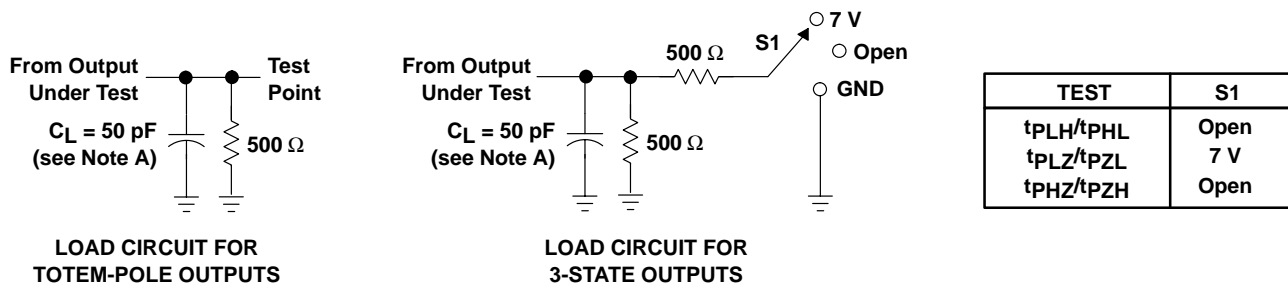 From Output
Under Test
Test
Point
CL = 50 pF
(see Note A)
500 Ω
LOAD CIRCUIT FOR
TOTEM-POLE OUTPUTS
From Output
Under Test
500 Ω
S1
7 V
Open
GND
CL = 50 pF
(see Note A)
500 Ω
LOAD CIRCUIT FOR
3-STATE OUTPUTS
TEST S1
tPLH/tPHL Open
tPLZ/tPZL 7 V
tPHZ/tPZH Open